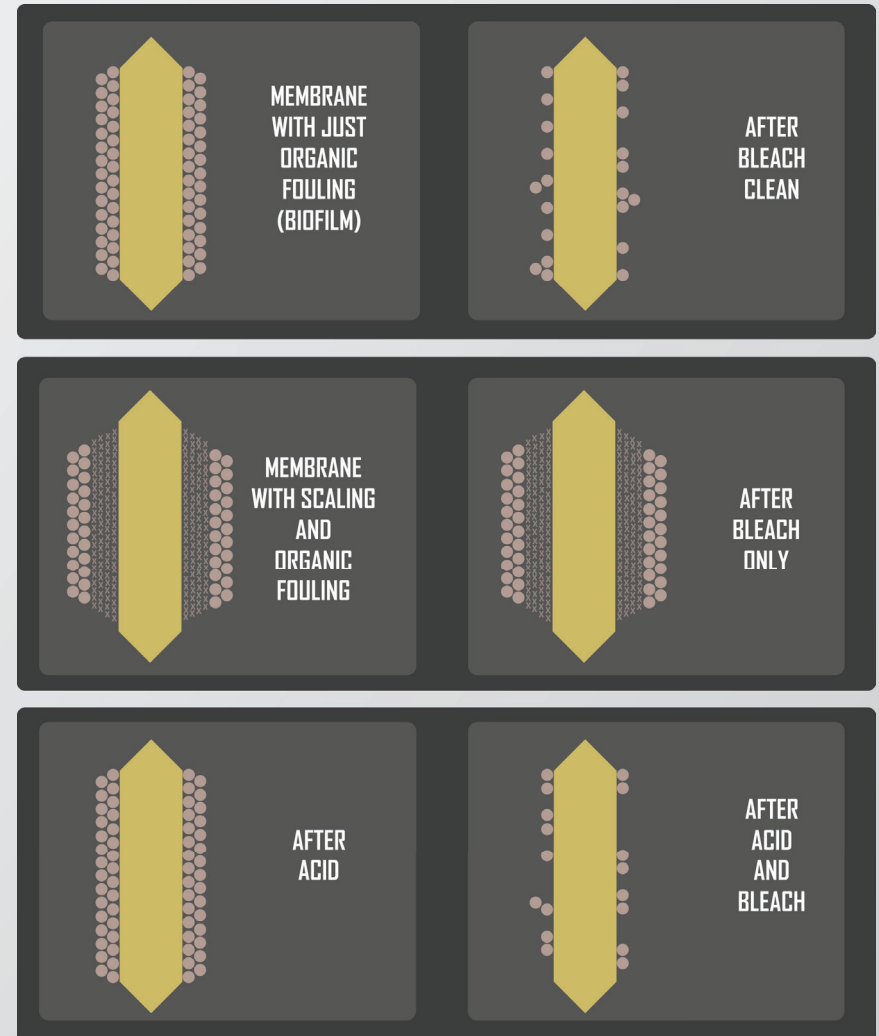 MEMBRANE
WITH JUST
ORGANIC
FOULING
(BIOFILM)
AFTER
BLEACH
CLEAN
MEMBRANE
WITH SCALING
AND
ORGANIC
FOULING
AFTER
BLEACH
ONLY
AFTER
ACID
AFTER
ACID
AND
BLEACH